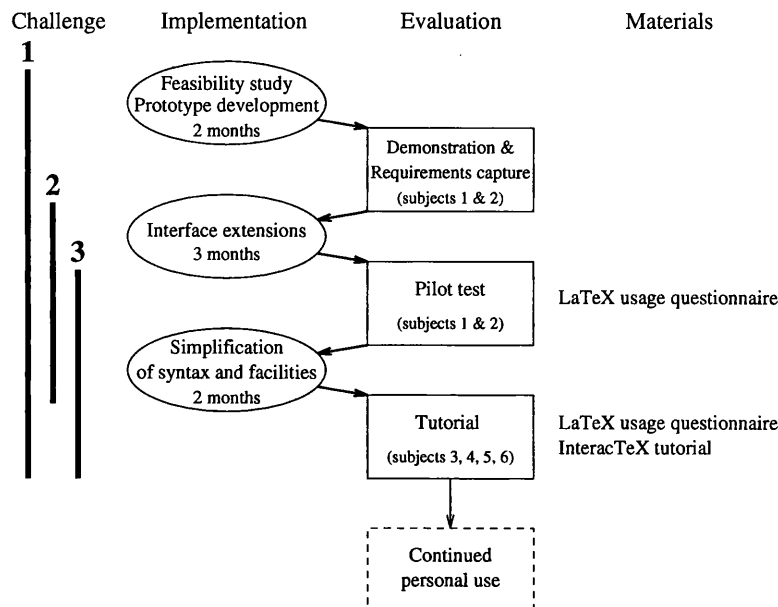 Challenge Implementation Evaluation Materials
1
Feasibility study
Prototype development
2 months
Demonstration &
Requirements capture
(subjects 1 & 2)
2
Interface extensions
3 months
3
Pilot test
(subjects 1 & 2)
LaTeX usage questionnaire
Simplification
of syntax and facilities
2 months
Tutorial
(subjects 3, 4, 5, 6)
LaTeX usage questionnaire
InteracTeX tutorial
Continued
personal use